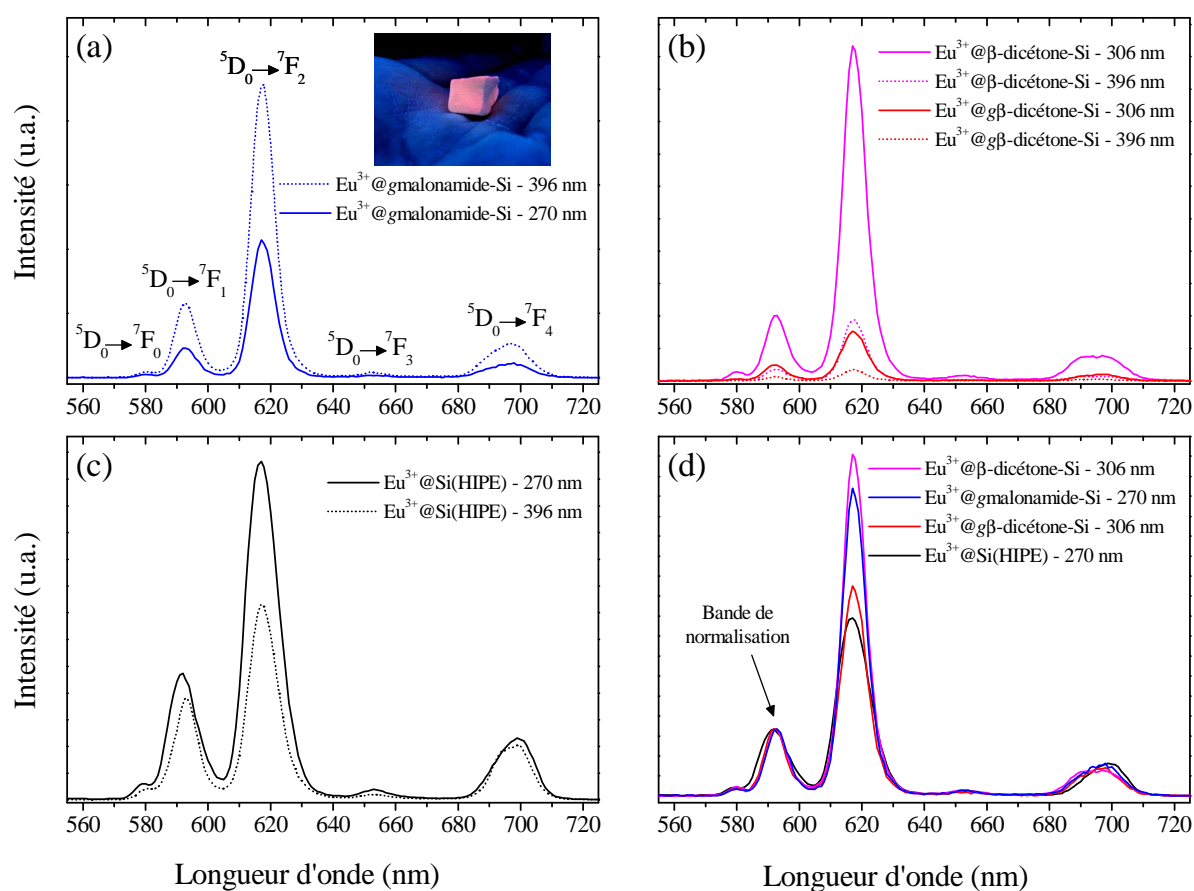 (a)
⁵D₀→⁷F₂
Eu³⁺@gmalonamide-Si - 396 nm
Eu³⁺@gmalonamide-Si - 270 nm
⁵D₀→⁷F₁
⁵D₀→⁷F₀
⁵D₀→⁷F₃
⁵D₀→⁷F₄
Intensité (u.a.)
560 580 600 620 640 660 680 700 720
(b)
Eu³⁺@β-dicétone-Si - 306 nm
Eu³⁺@β-dicétone-Si - 396 nm
Eu³⁺@gβ-dicétone-Si - 306 nm
Eu³⁺@gβ-dicétone-Si - 396 nm
560 580 600 620 640 660 680 700 720
(c)
Eu³⁺@Si(HIPE) - 270 nm
Eu³⁺@Si(HIPE) - 396 nm
Intensité (u.a.)
560 580 600 620 640 660 680 700 720
Longueur d'onde (nm)
(d)
Eu³⁺@β-dicétone-Si - 306 nm
Eu³⁺@gmalonamide-Si - 270 nm
Eu³⁺@gβ-dicétone-Si - 306 nm
Eu³⁺@Si(HIPE) - 270 nm
Bande de
normalisation
560 580 600 620 640 660 680 700 720
Longueur d'onde (nm)